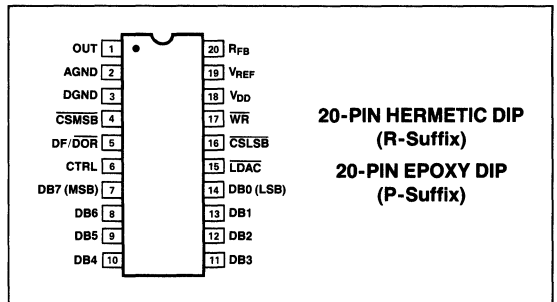 OUT 1 20 RFB
AGND 2 19 VREF
DGND 3 18 VDD
CSMSB 4 17 WR
DF/DOR 5 16 CSLSB
CTRL 6 15 LDAC
DB7 (MSB) 7 14 DB0 (LSB)
DB6 8 13 DB1
DB5 9 12 DB2
DB4 10 11 DB3
20-PIN HERMETIC DIP
(R-Suffix)
20-PIN EPOXY DIP
(P-Suffix)